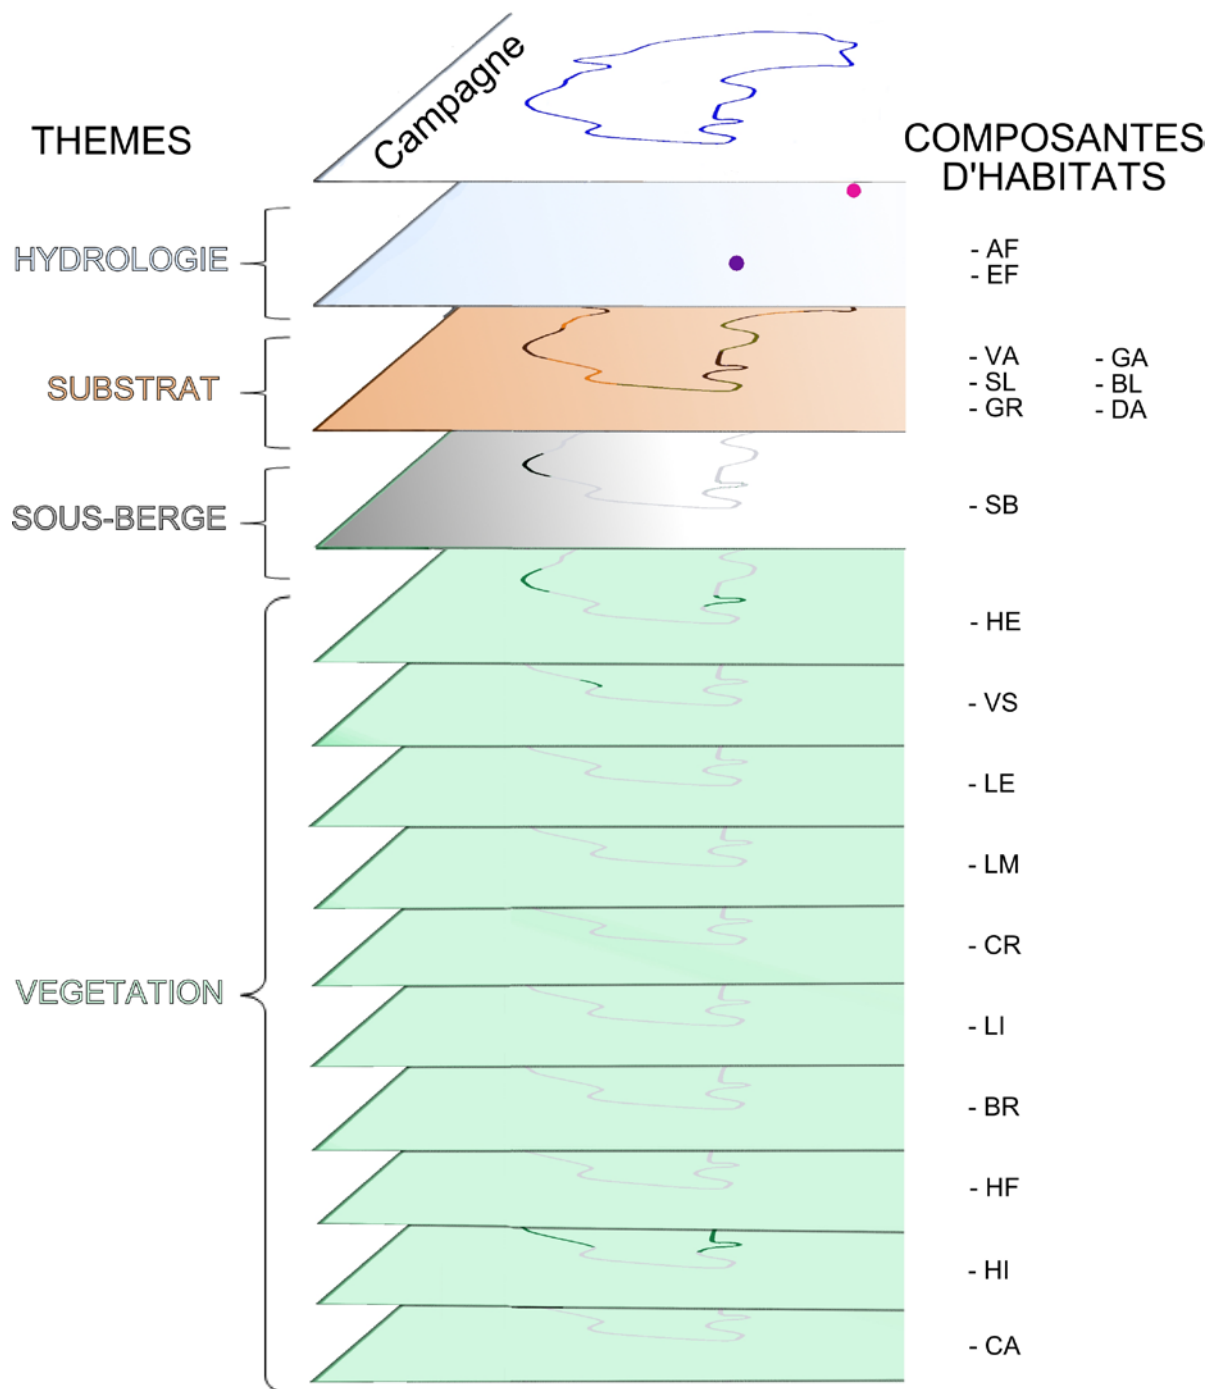 Campagne
THEMES
COMPOSANTES
D'HABITATS
HYDROLOGIE
- AF
- EF
SUBSTRAT
- VA - GA
- SL - BL
- GR - DA
SOUS-BERGE
- SB
- HE
- VS
- LE
- LM
- CR
VEGETATION
- LI
- BR
- HF
- HI
- CA